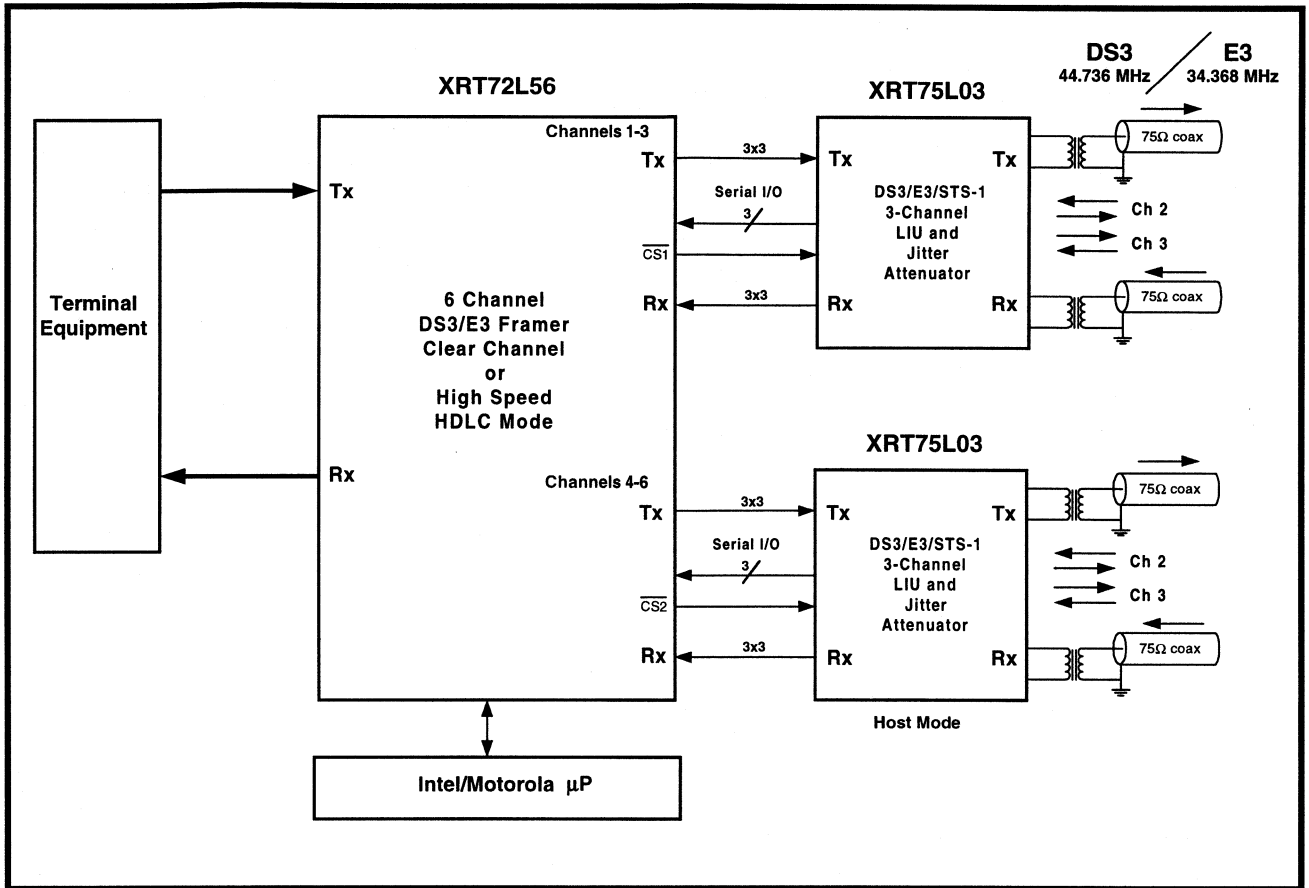 DS3 / E3
44.736 MHz 34.368 MHz
XRT72L56
XRT75L03
Terminal
Equipment
Tx
Rx
Channels 1-3
Tx
CS1
Rx
6 Channel
DS3/E3 Framer
Clear Channel
or
High Speed
HDLC Mode
Channels 4-6
Tx
CS2
Rx
3x3
Serial I/O
3
3x3
Tx
Rx
DS3/E3/STS-1
3-Channel
LIU and
Jitter
Attenuator
Tx
Rx
75Ω coax
Ch 2
Ch 3
75Ω coax
XRT75L03
3x3
Serial I/O
3
3x3
Tx
Rx
DS3/E3/STS-1
3-Channel
LIU and
Jitter
Attenuator
Tx
Rx
75Ω coax
Ch 2
Ch 3
75Ω coax
Host Mode
Intel/Motorola μP